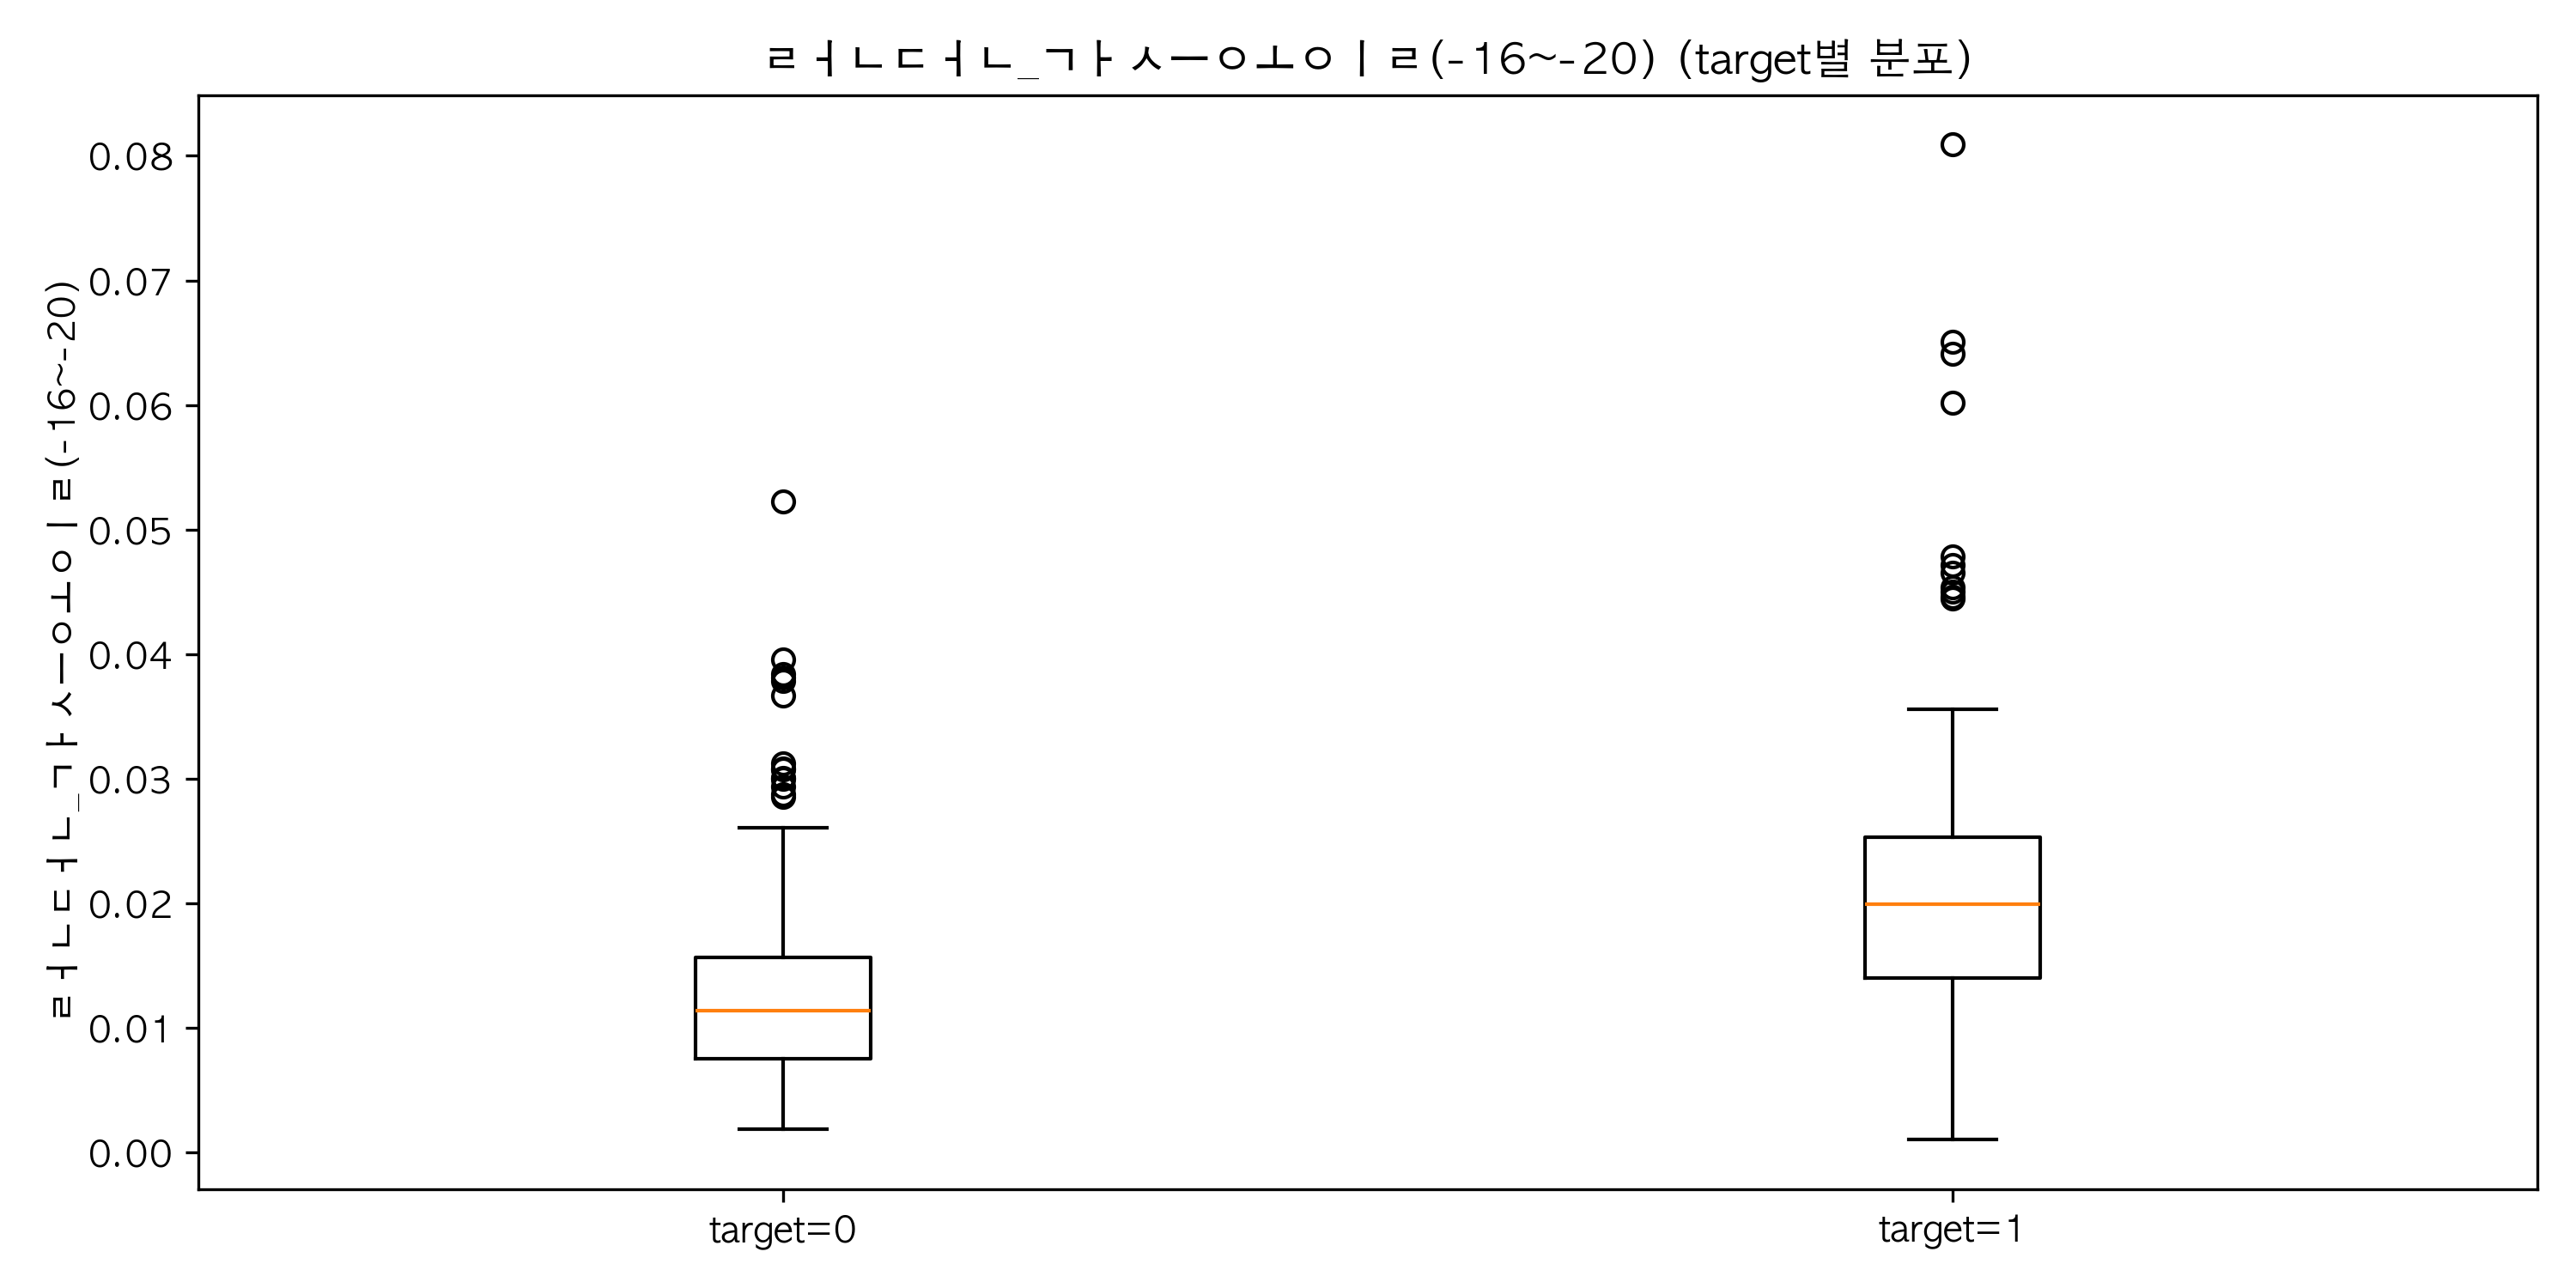 ㄹㅓㄴㄷㅓㄴ_ㄱㅏㅅㅡㅇㅗㅇㅣㄹ(-16~-20) (target별 분포)
ㄹㅓㄴㄷㅓㄴ_ㄱㅏㅅㅡㅇㅗㅇㅣㄹ(-16~-20)
0.08
0.07
0.06
0.05
0.04
0.03
0.02
0.01
0.00
target=0
target=1